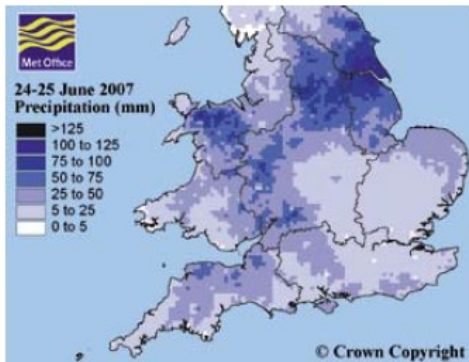 Met Office
24-25 June 2007
Precipitation (mm)
>125
100 to 125
75 to 100
50 to 75
25 to 50
5 to 25
0 to 5
© Crown Copyright